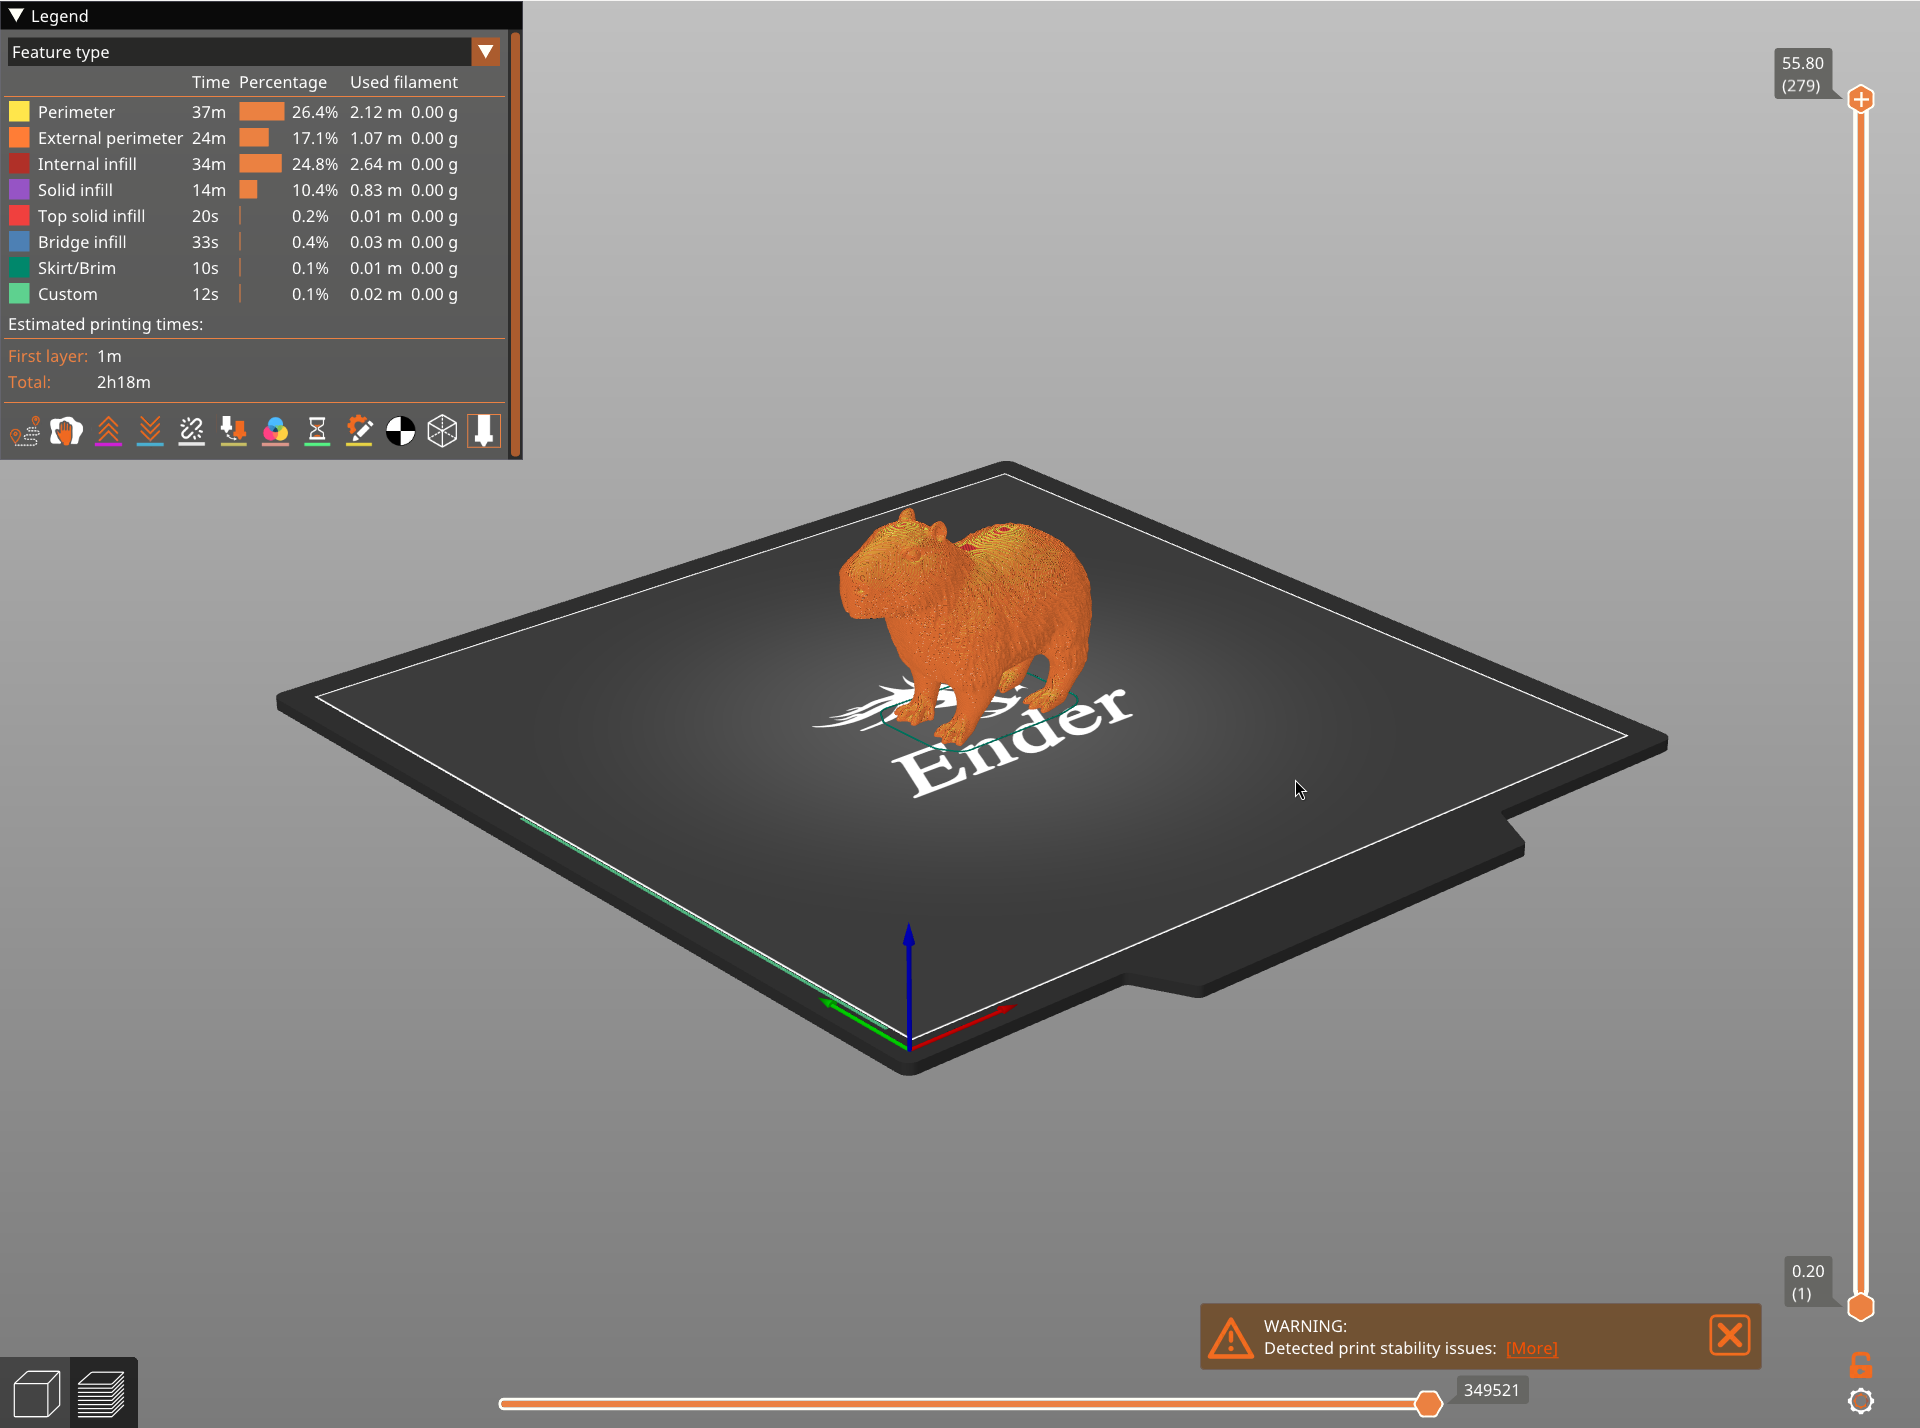 Legend
Feature type
Time Percentage Used filament
Perimeter 37m 26.4% 2.12 m 0.00 g
External perimeter 24m 17.1% 1.07 m 0.00 g
Internal infill 34m 24.8% 2.64 m 0.00 g
Solid infill 14m 10.4% 0.83 m 0.00 g
Top solid infill 20s 0.2% 0.01 m 0.00 g
Bridge infill 33s 0.4% 0.03 m 0.00 g
Skirt/Brim 10s 0.1% 0.01 m 0.00 g
Custom 12s 0.1% 0.02 m 0.00 g
Estimated printing times:
First layer: 1m
Total: 2h18m
55.80
(279)
Ender
0.20
(1)
WARNING:
Detected print stability issues: [More]
349521